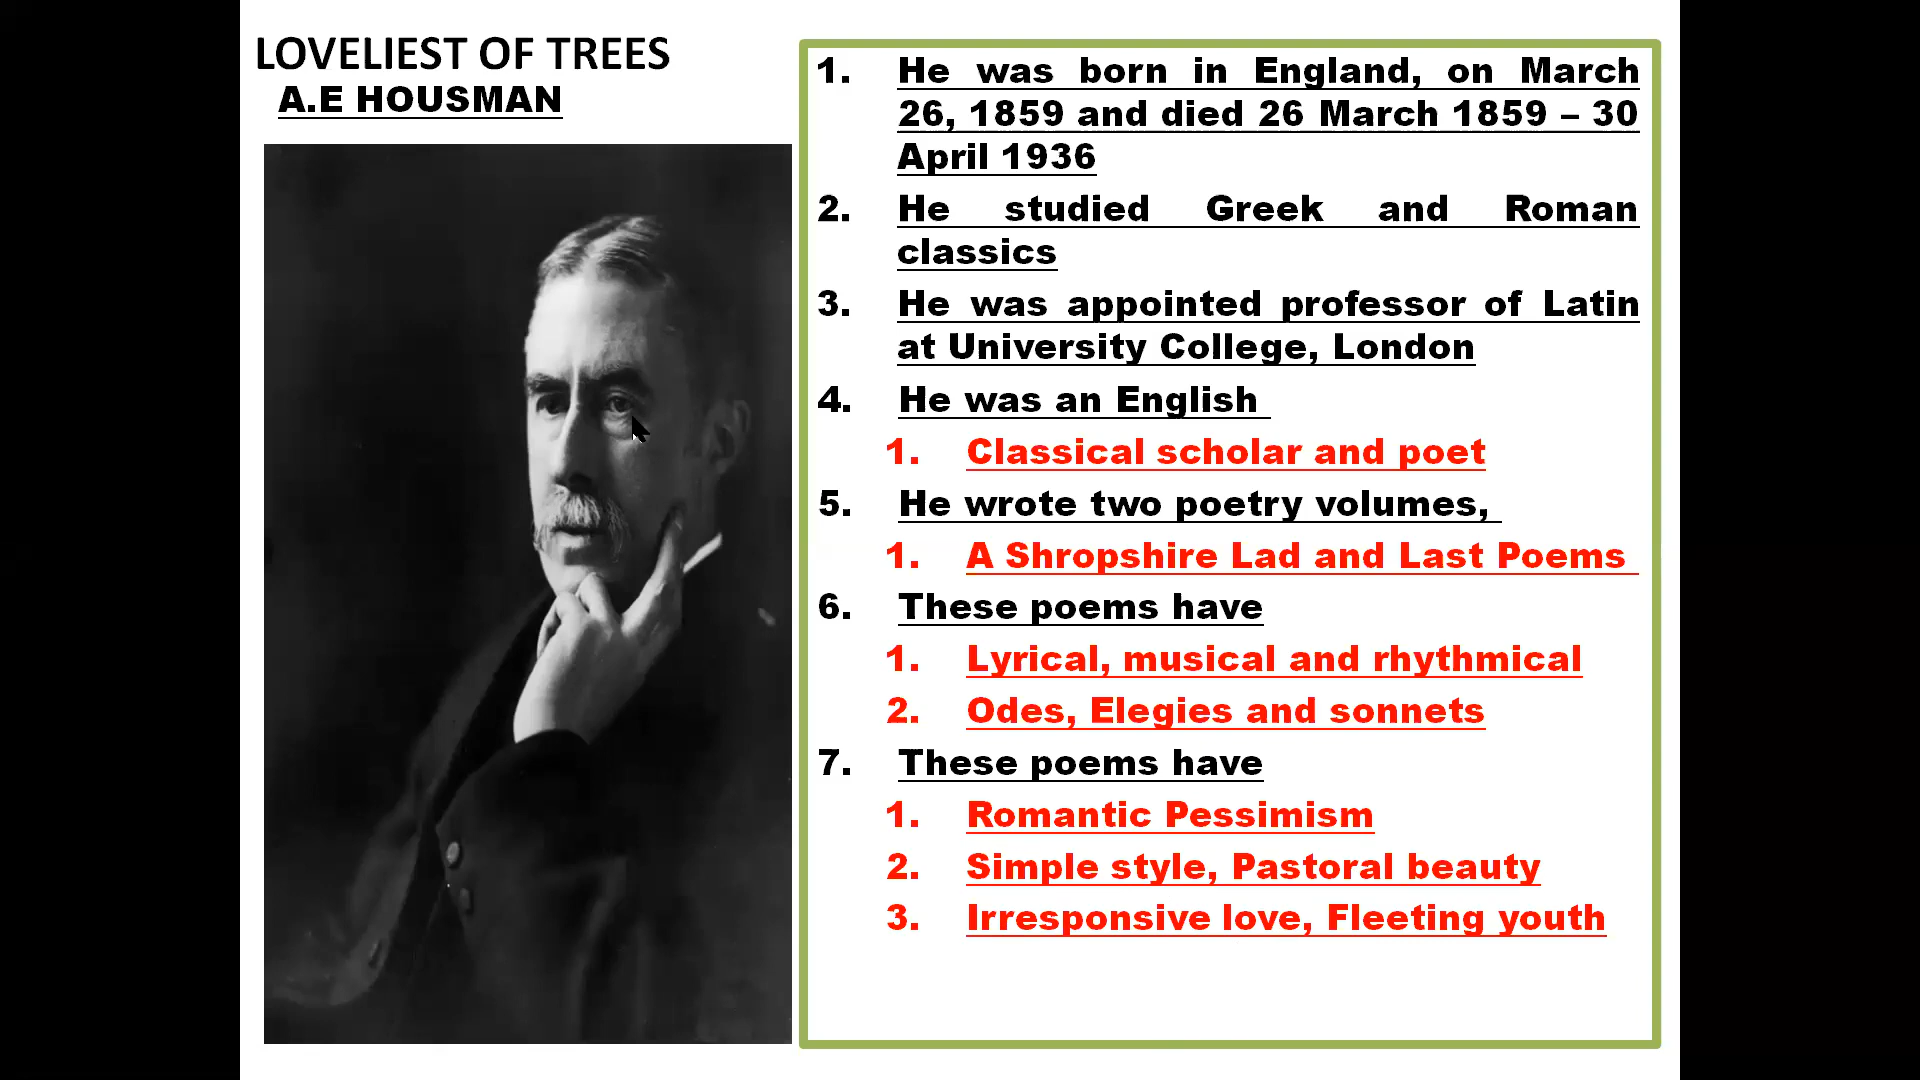 LOVELIEST OF TREES
A.E HOUSMAN
1. He was born in England, on March
26, 1859 and died 26 March 1859 – 30
April 1936
2. He studied Greek and Roman
classics
3. He was appointed professor of Latin
at University College, London
4. He was an English
1. Classical scholar and poet
5. He wrote two poetry volumes,
1. A Shropshire Lad and Last Poems
6. These poems have
1. Lyrical, musical and rhythmical
2. Odes, Elegies and sonnets
7. These poems have
1. Romantic Pessimism
2. Simple style, Pastoral beauty
3. Irresponsive love, Fleeting youth